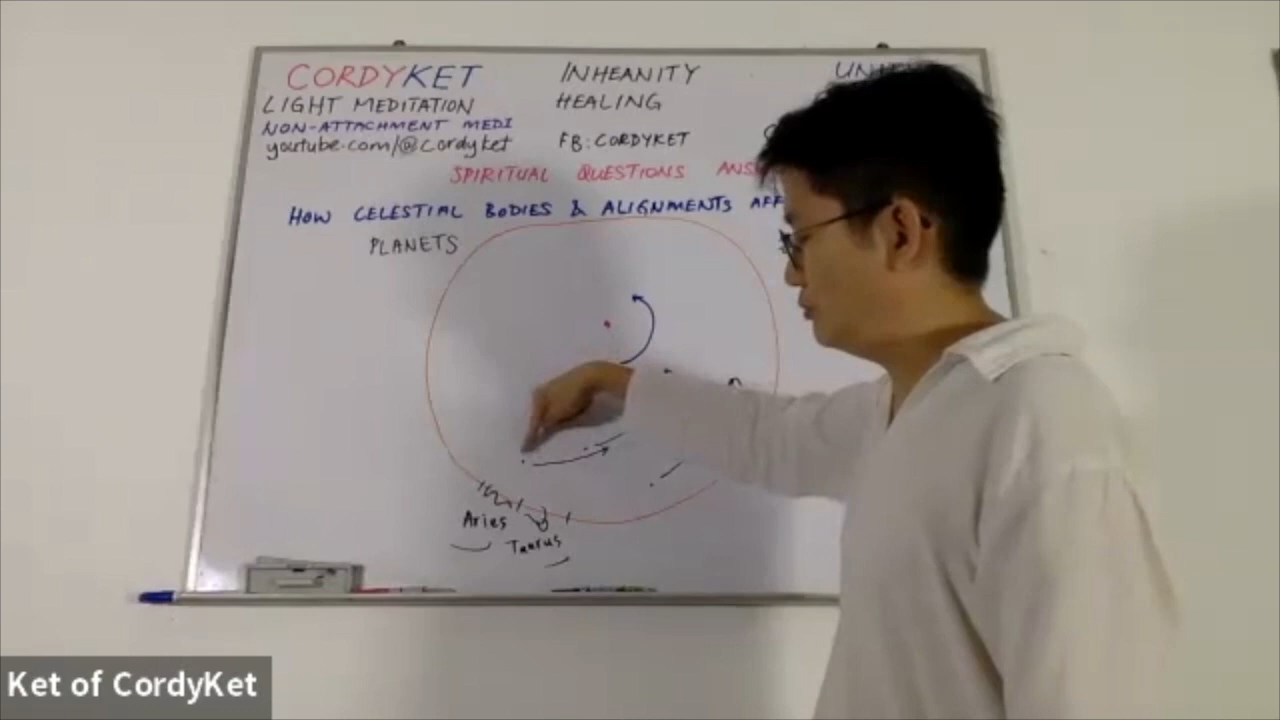 CORDYKET INHEANITY
LIGHT MEDITATION HEALING
NON-ATTACHMENT MEDI
youtube.com/@cordyket FB: CORDYKET
SPIRITUAL QUESTIONS
HOW CELESTIAL BODIES & ALIGNMENTS
PLANETS
Aries
Taurus
Ket of CordyKet